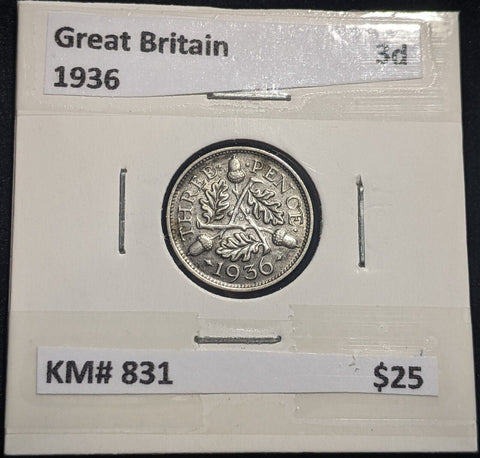 Great Britain 3d
1936
THREE · PENCE ·
1936
KM# 831 $25